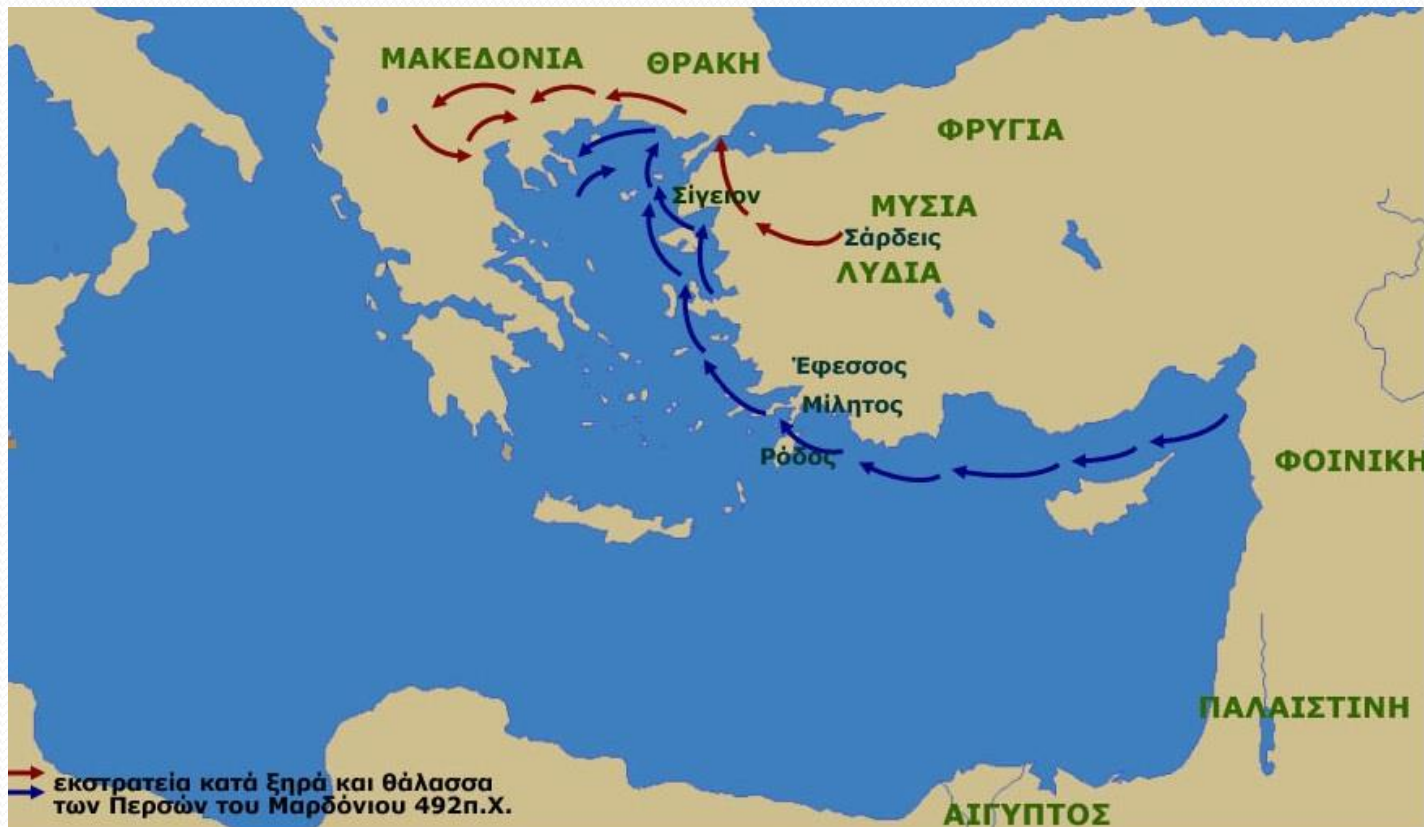 ΜΑΚΕΔΟΝΙΑ
ΘΡΑΚΗ
ΦΡΥΓΙΑ
Σίγειον
ΜΥΣΙΑ
Σάρδεις
ΛΥΔΙΑ
Έφεσσος
Μίλητος
Ρόδος
ΦΟΙΝΙΚΗ
ΠΑΛΑΙΣΤΙΝΗ
εκστρατεία κατά ξηρά και θάλασσα
των Περσών του Μαρδόνιου 492π.Χ.
ΑΙΓΥΠΤΟΣ